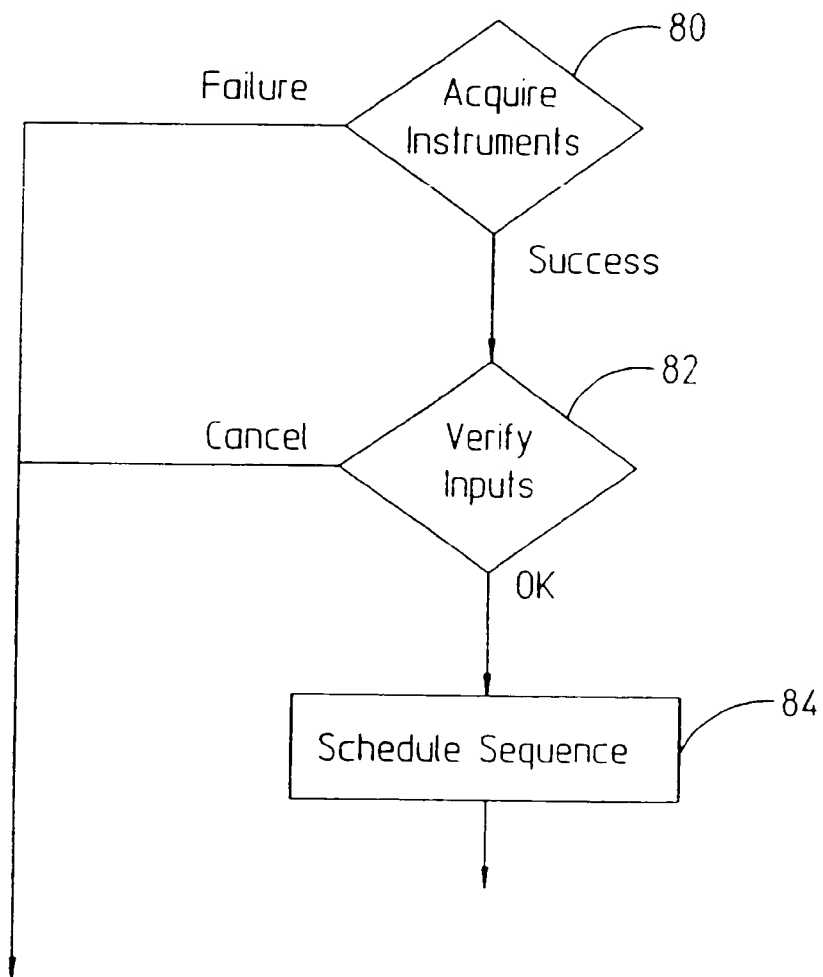 80
Failure
Acquire
Instruments
Success
82
Cancel
Verify
Inputs
OK
84
Schedule Sequence